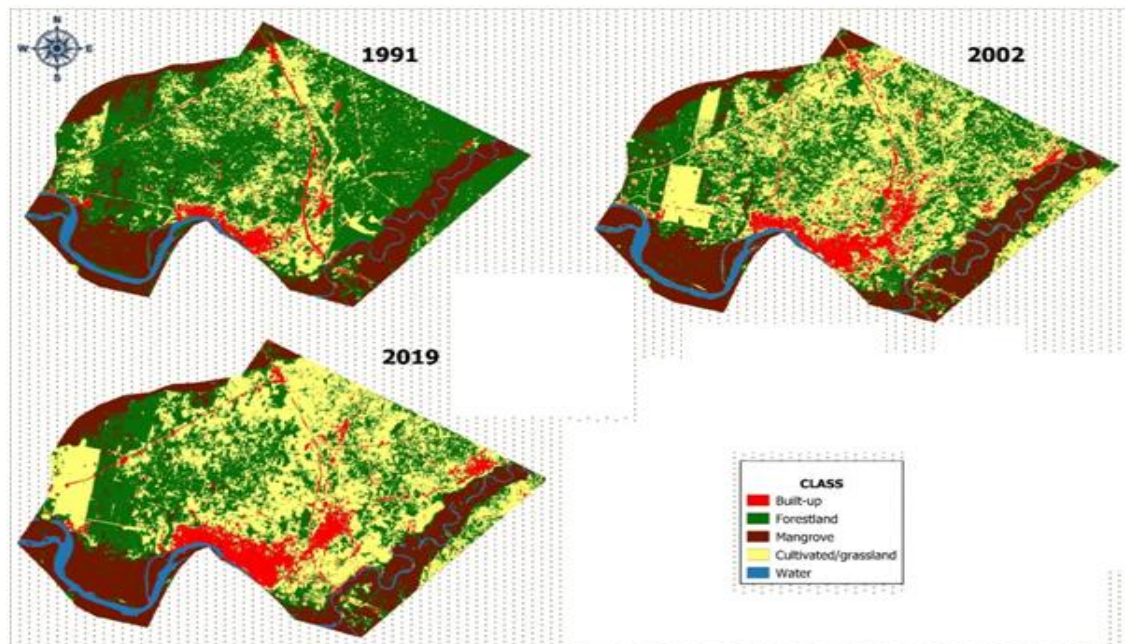 N
W E
S
1991
2002
2019
CLASS
Built-up
Forestland
Mangrove
Cultivated/grassland
Water